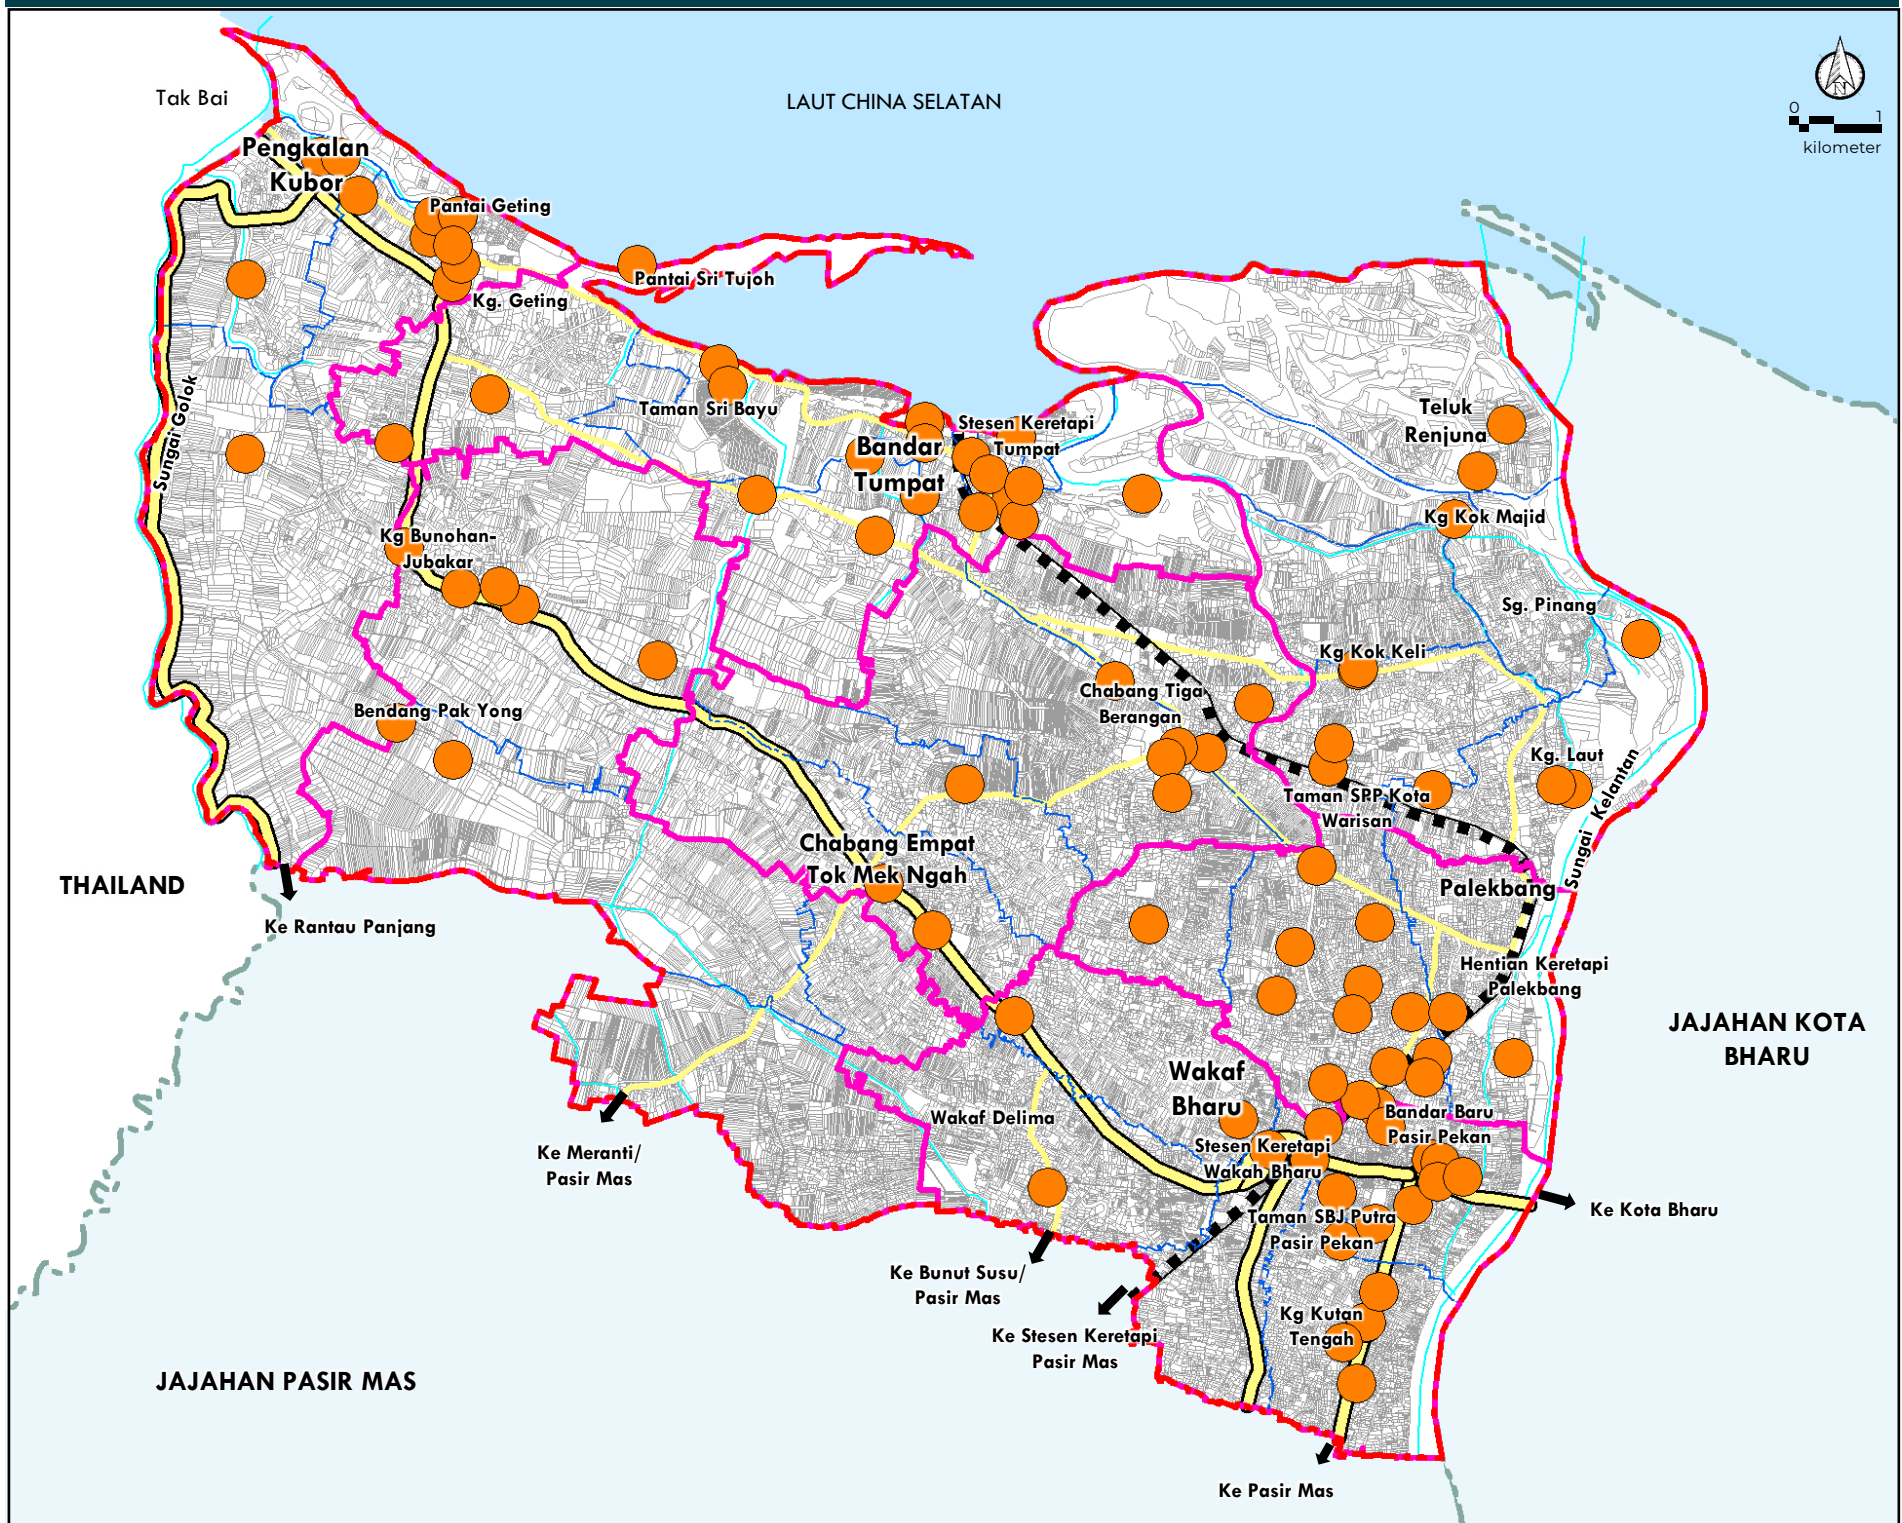 Tak Bai
LAUT CHINA SELATAN
N
0
1
kilometer
Pengkalan
Kubor
Pantai Geting
Pantai Sri Tujoh
Kg. Geting
Sungai Golok
Taman Sri Bayu
Stesen Keretapi
Tumpat
Bandar
Tumpat
Teluk
Renjuna
Kg Kok Majid
Kg Bunohan-
Jubakar
Sg. Pinang
Kg Kok Keli
Chabang Tiga
Berangan
Bendang Pak Yong
Kg. Laut
Sungai Kelantan
Taman SPP Kota
Warisan
Chabang Empat
Tok Mek Ngah
THAILAND
Palekbang
Ke Rantau Panjang
Hentian Keretapi
Palekbang
JAJAHAN KOTA
BHARU
Wakaf
Bharu
Wakaf Delima
Bandar Baru
Pasir Pekan
Ke Meranti/
Pasir Mas
Stesen Keretapi
Wakah Bharu
Taman SBJ Putra
Pasir Pekan
Ke Kota Bharu
Ke Bunut Susu/
Pasir Mas
Ke Stesen Keretapi
Pasir Mas
Kg Kutan
Tengah
JAJAHAN PASIR MAS
Ke Pasir Mas